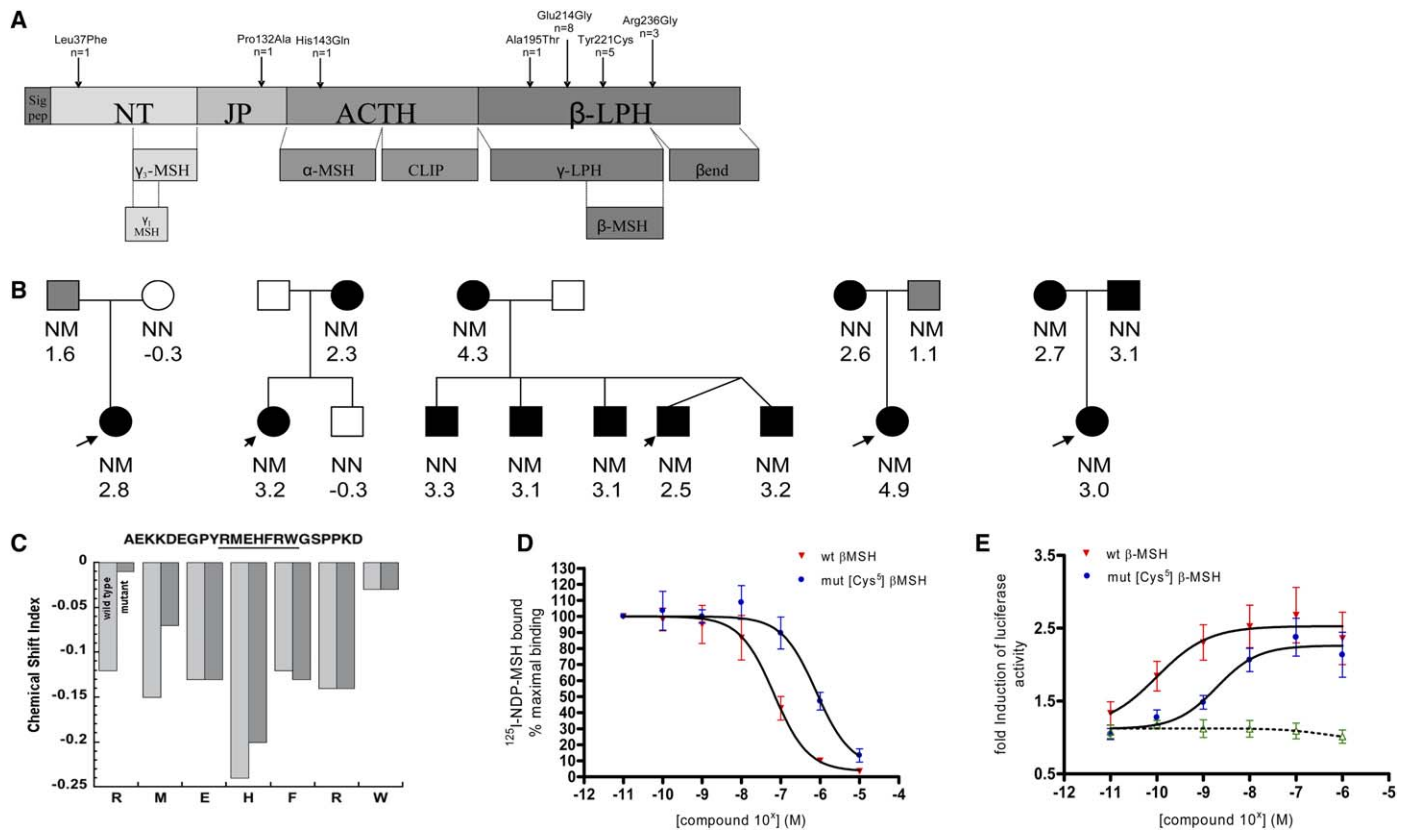 A
Leu37Phe
n=1
Pro132Ala
n=1
His143Gln
n=1
Ala195Thr
n=1
Glu214Gly
n=8
Tyr221Cys
n=5
Arg236Gly
n=3
Sig
pep
NT
JP
ACTH
β-LPH
γ₃-MSH
α-MSH
CLIP
γ-LPH
βend
γ₁
MSH
β-MSH
B
NM NN NM NM NN NM NM NN
1.6 -0.3 2.3 4.3 2.6 1.1 2.7 3.1
NM NM NN NN NM NM NM NM NM NM
2.8 3.2 -0.3 3.3 3.1 3.1 2.5 3.2 4.9 3.0
C
AEKKDEGPYRMEHFRWGSPPKD
Chemical Shift Index
0
-0.05
-0.1
-0.15
-0.2
-0.25
wild type
mutant
R M E H F R W
D
wt βMSH
mut [Cys⁵] βMSH
¹²⁵I-NDP-MSH bound
% maximal binding
130
120
110
100
90
80
70
60
50
40
30
20
10
0
-12 -11 -10 -9 -8 -7 -6 -5 -4
[compound 10ˣ] (M)
E
wt β-MSH
mut [Cys⁵] β-MSH
fold Induction of luciferase
activity
3.5
2.5
1.5
0.5
-12 -11 -10 -9 -8 -7 -6 -5
[compound 10ˣ] (M)